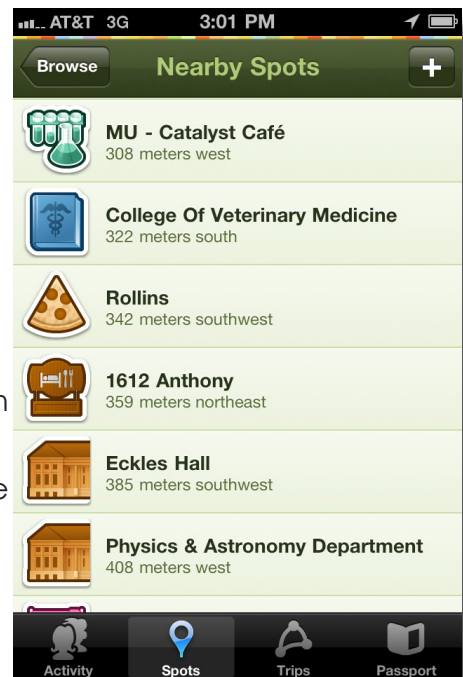 AT&T 3G 3:01 PM
Browse Nearby Spots +
MU - Catalyst Café
308 meters west
College Of Veterinary Medicine
322 meters south
Rollins
342 meters southwest
1612 Anthony
359 meters northeast
Eckles Hall
385 meters southwest
Physics & Astronomy Department
408 meters west
Activity Spots Trips Passport